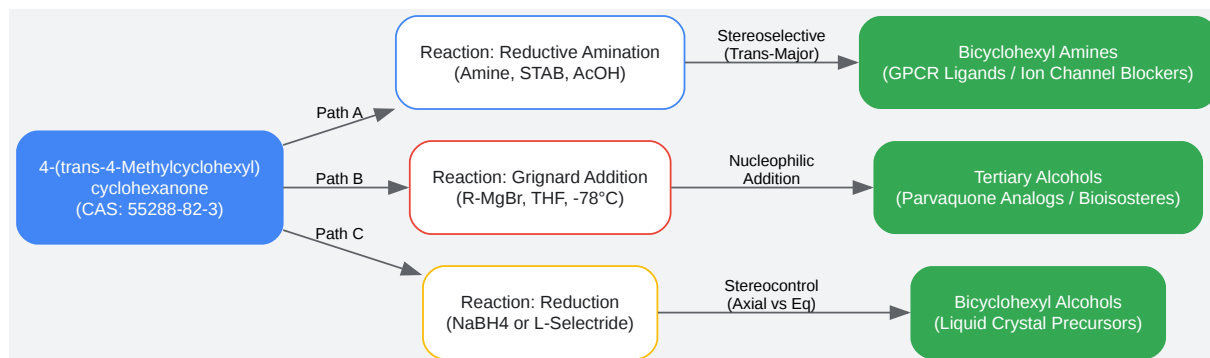 4-(trans-4-Methylcyclohexyl)
cyclohexanone
(CAS: 55288-82-3)
Path A
Reaction: Reductive Amination
(Amine, STAB, AcOH)
Stereoselective
(Trans-Major)
Bicyclohexyl Amines
(GPCR Ligands / Ion Channel Blockers)
Path B
Reaction: Grignard Addition
(R-MgBr, THF, -78°C)
Nucleophilic
Addition
Tertiary Alcohols
(Parvaquone Analogs / Bioisosteres)
Path C
Reaction: Reduction
(NaBH4 or L-Selectride)
Stereocontrol
(Axial vs Eq)
Bicyclohexyl Alcohols
(Liquid Crystal Precursors)